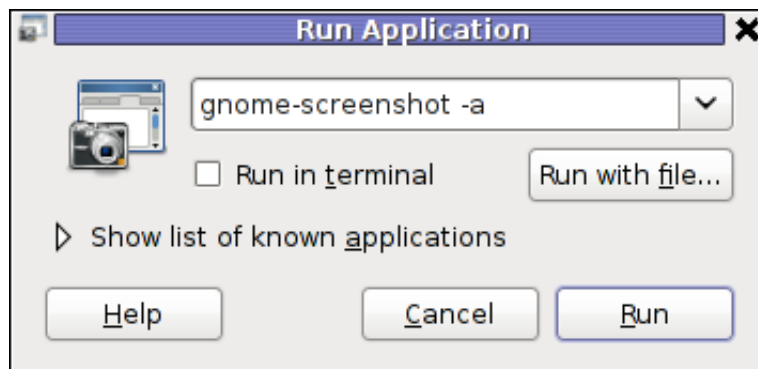 Run Application
gnome-screenshot -a
Run in terminal
Run with file...
Show list of known applications
Help
Cancel
Run